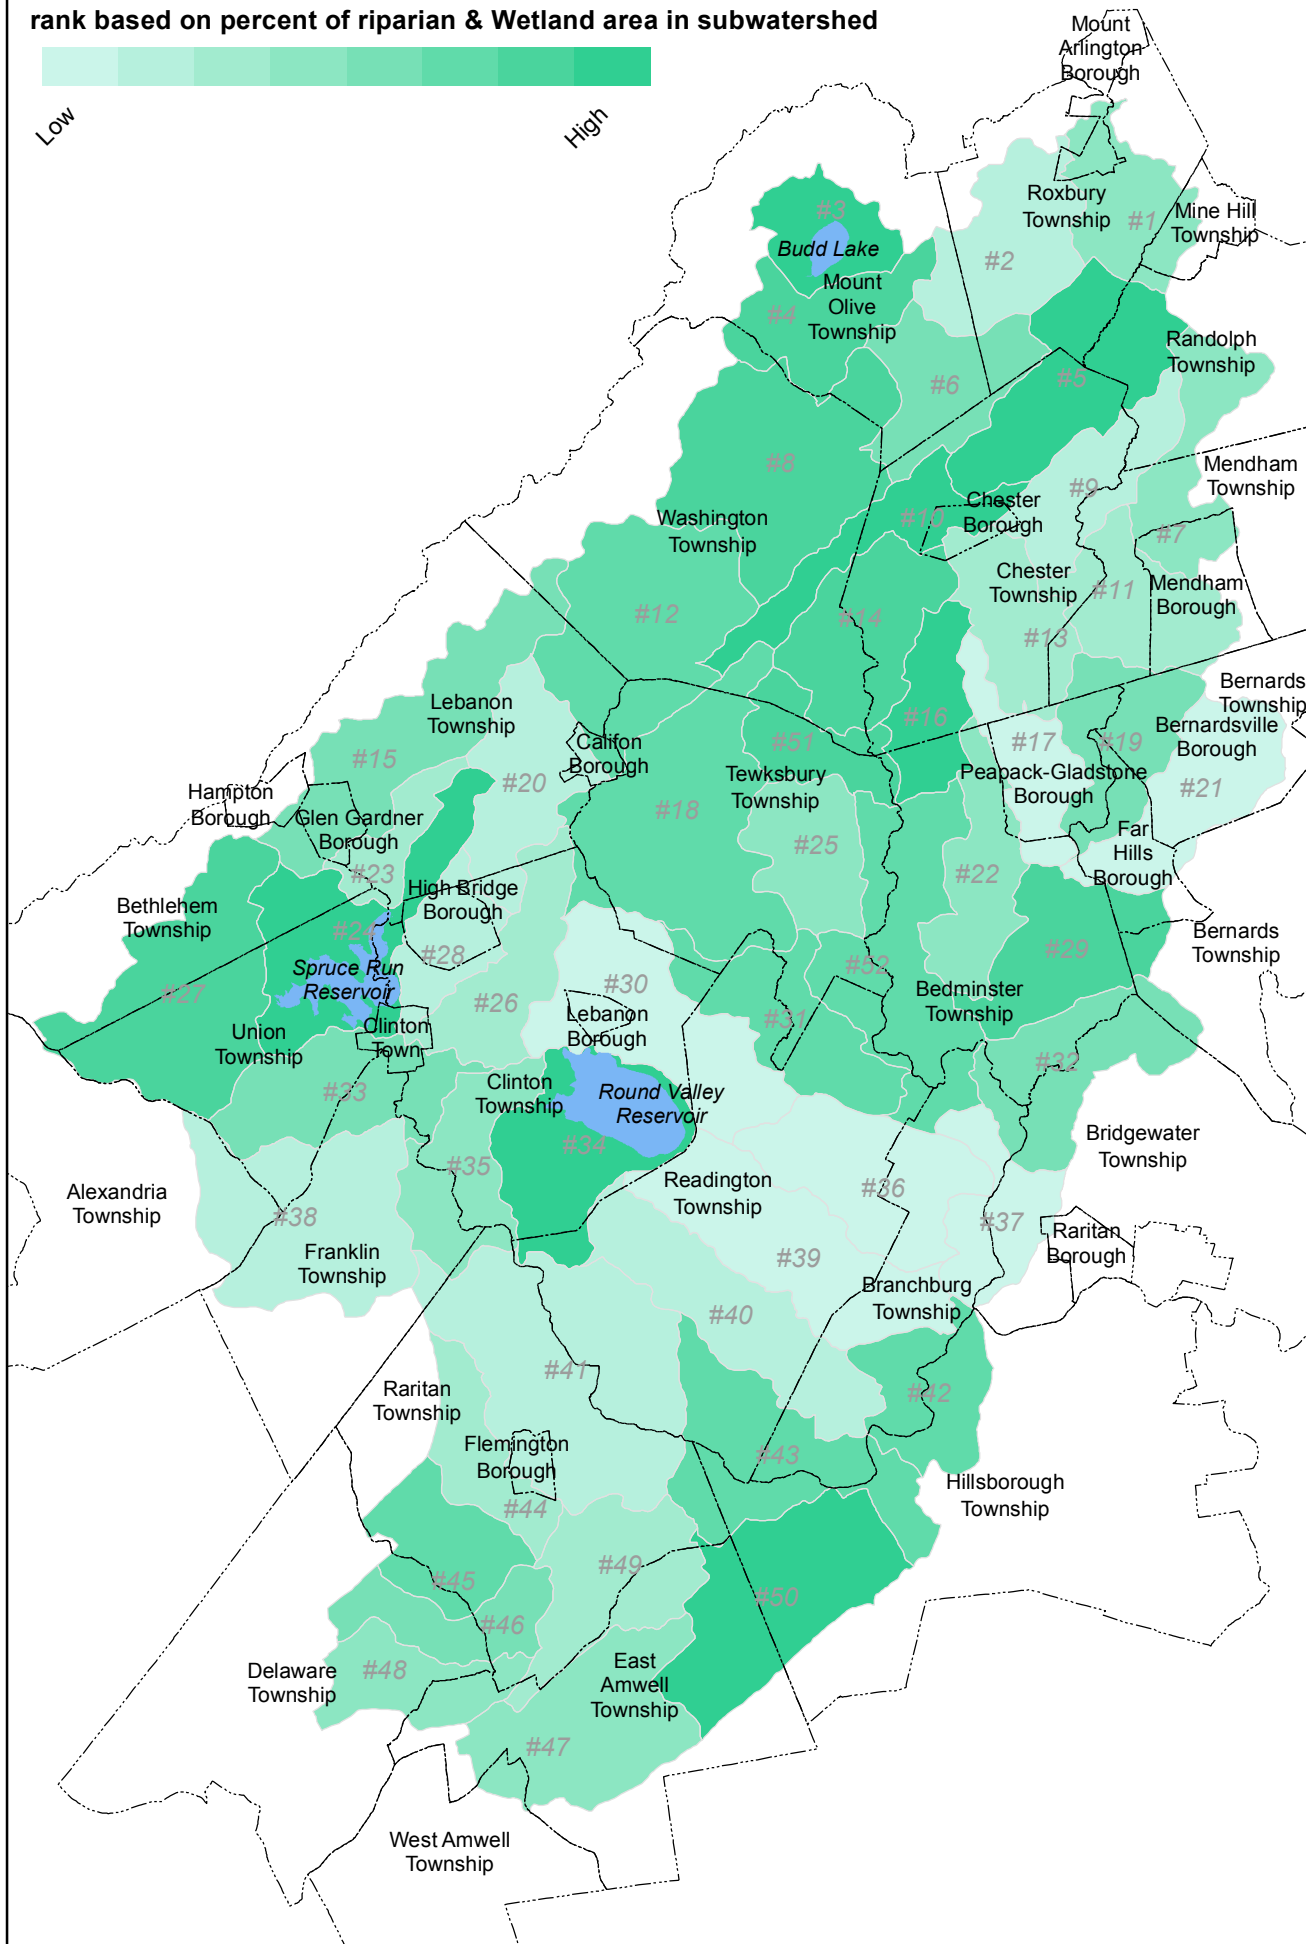 rank based on percent of riparian & Wetland area in subwatershed
Low
High
Mount
Arlington
Borough
Roxbury
Township
#1
Mine Hill
Township
#2
#3
Budd Lake
Mount
Olive
Township
#4
Randolph
Township
#5
#6
#8
Mendham
Township
#9
Chester
Borough
#10
Washington
Township
#7
Chester
Township
#11
Mendham
Borough
#12
#14
#13
Bernards
Township
Lebanon
Township
#16
Bernardsville
Borough
#15
Califon
Borough
#51
#17
#19
Hampton
Borough
#20
Tewksbury
Township
Peapack-Gladstone
Borough
#21
Glen Gardner
Borough
#18
#25
Far
Hills
Borough
#23
High Bridge
Borough
#22
Bethlehem
Township
#24
#28
#29
Bernards
Township
Spruce Run
Reservoir
#27
#26
#30
#52
Bedminster
Township
Union
Township
Clinton
Town
Lebanon
Borough
#31
#32
#33
Clinton
Township
Round Valley
Reservoir
Bridgewater
Township
#34
#35
Alexandria
Township
Readington
Township
#36
#38
#37
Raritan
Borough
Franklin
Township
#39
Branchburg
Township
#40
#41
Raritan
Township
#42
Flemington
Borough
#43
Hillsborough
Township
#44
#49
#45
#50
#46
Delaware
Township
#48
East
Amwell
Township
#47
West Amwell
Township